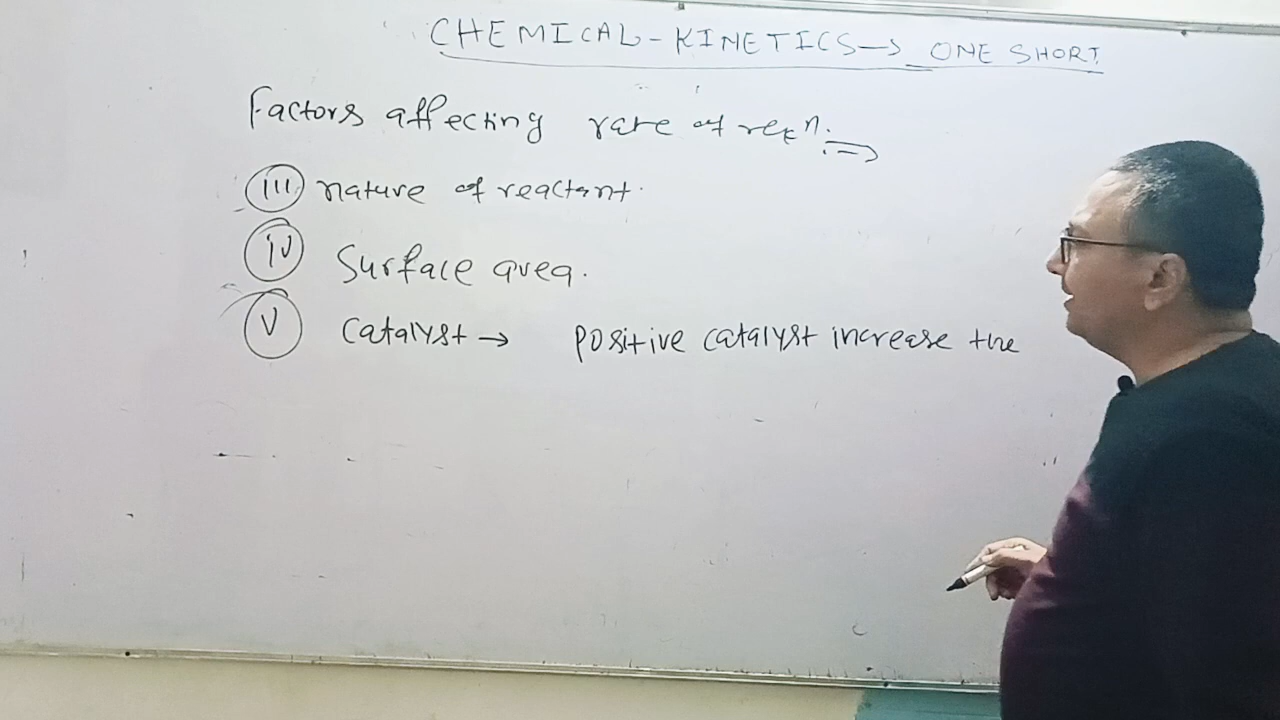 CHEMICAL-KINETICS→ ONE SHORT
Factors affecting rate of rexn. ⇒
(iii) nature of reactant.
(iv) Surface area.
(v) Catalyst → Positive catalyst increase the